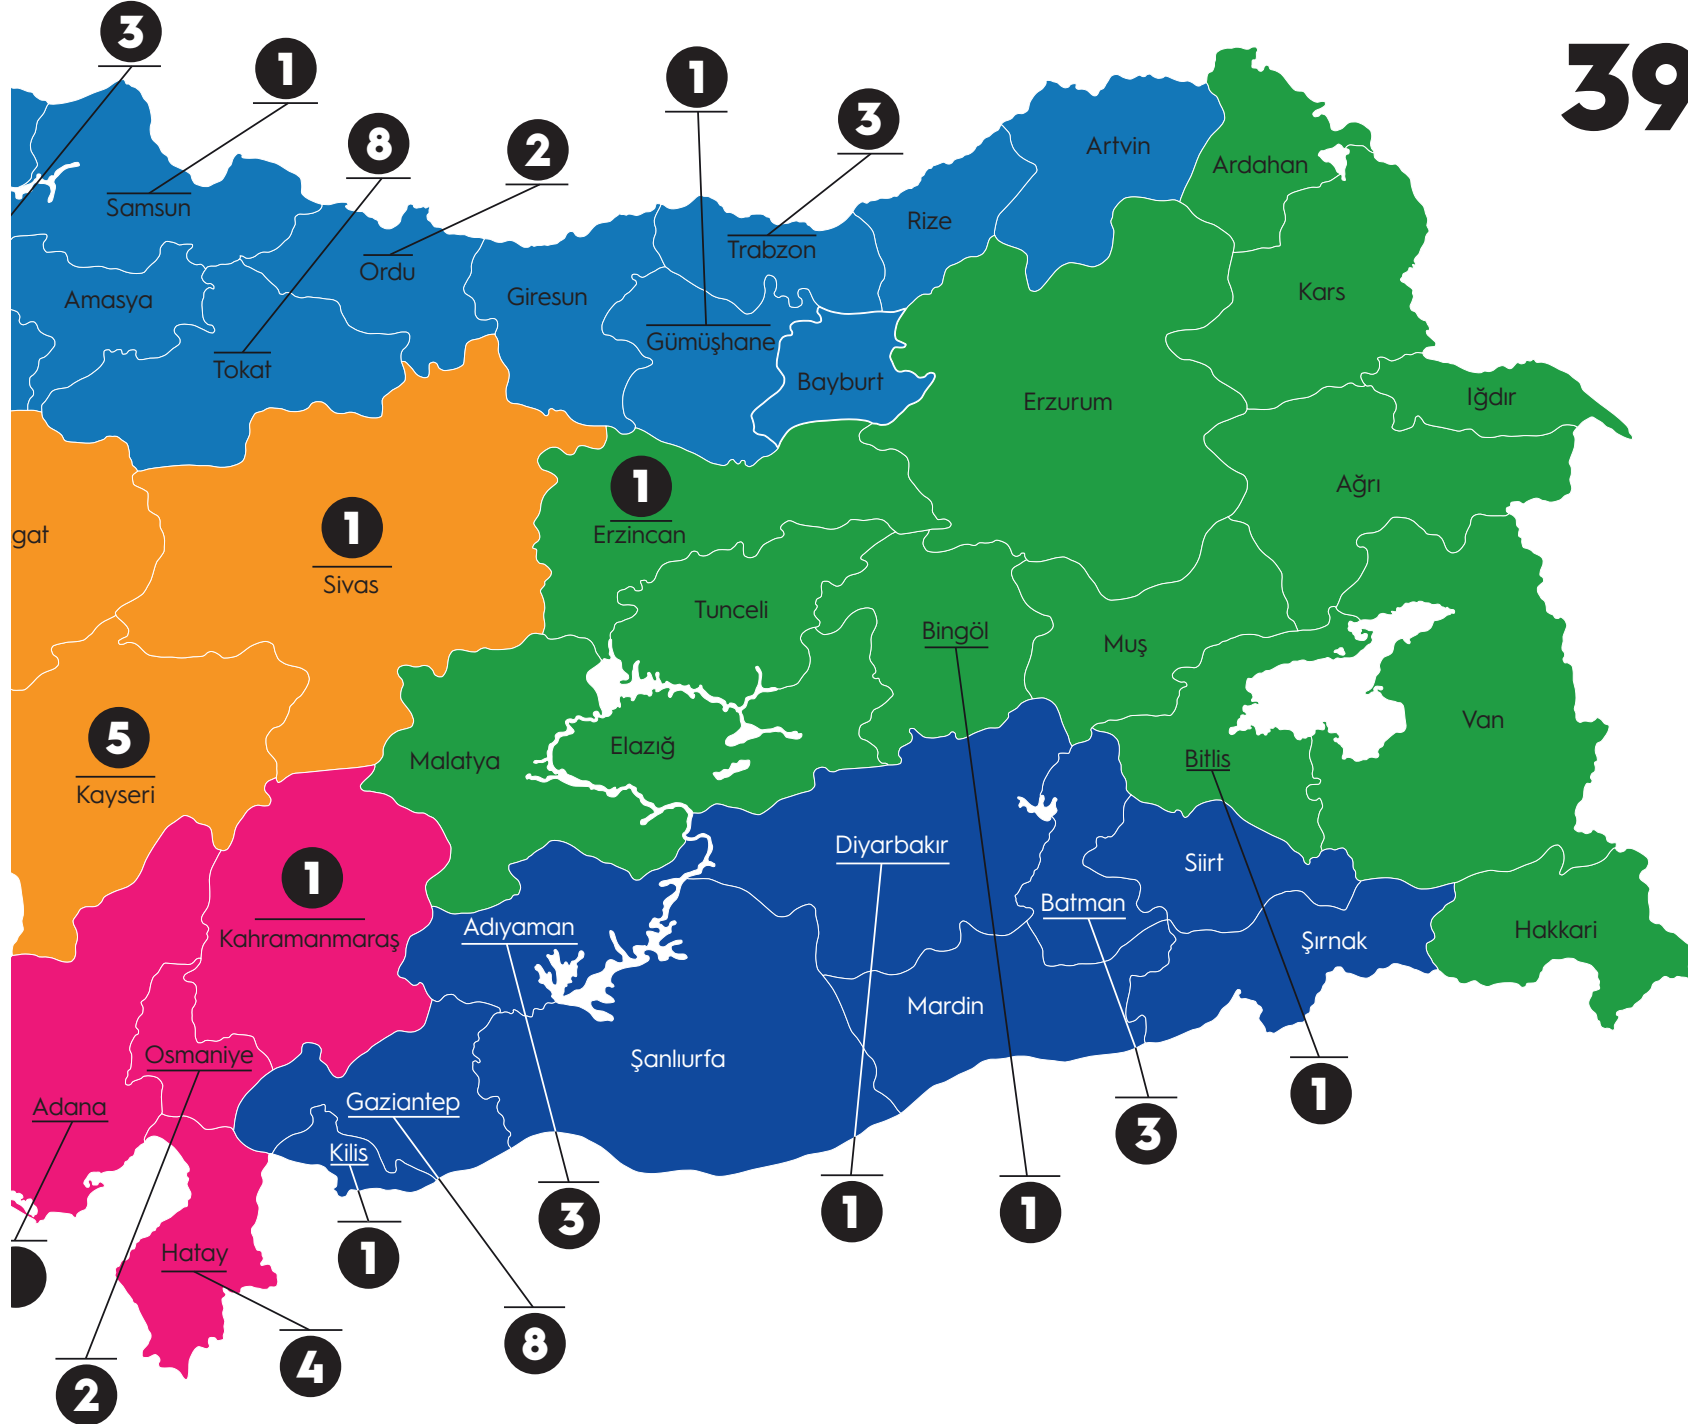 3
1
8
2
1
3
39
Samsun
Ordu
Trabzon
Rize
Artvin
Ardahan
Amasya
Giresun
Kars
Tokat
Gümüşhane
Bayburt
Erzurum
Iğdır
gat
1
Sivas
1
Erzincan
Ağrı
Tunceli
Bingöl
Muş
5
Kayseri
Malatya
Elazığ
Bitlis
Van
1
Kahramanmaraş
Adıyaman
Diyarbakır
Batman
Siirt
Şırnak
Hakkari
Osmaniye
Adana
Gaziantep
Kilis
Şanlıurfa
Mardin
Hatay
1
3
1
1
3
1
8
4
2